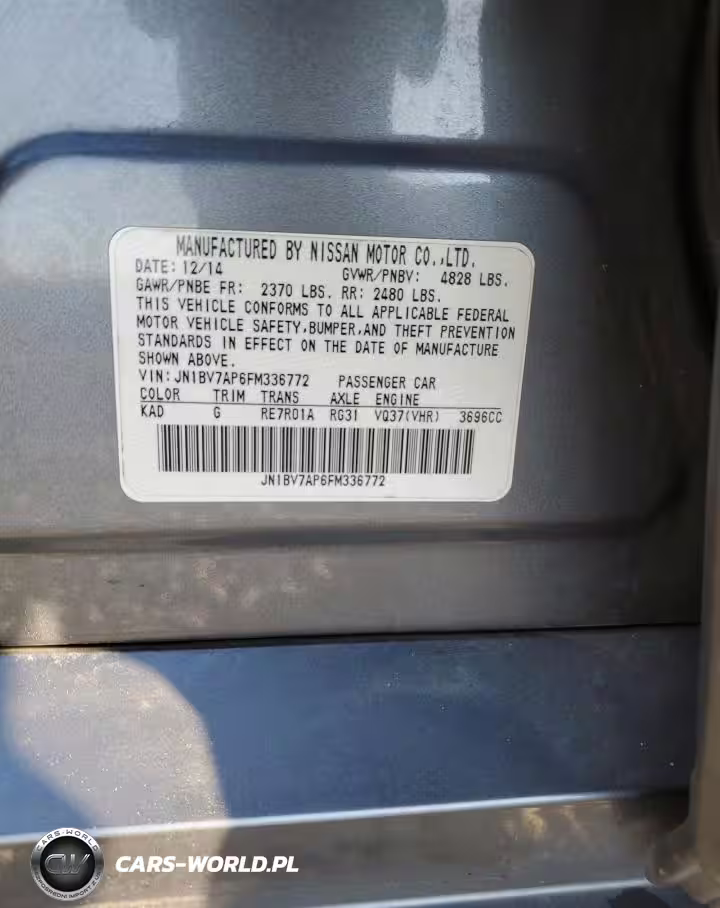 MANUFACTURED BY NISSAN MOTOR CO.,LTD.
DATE: 12/14 GVWR/PNBV: 4828 LBS.
GAWR/PNBE FR: 2370 LBS. RR: 2480 LBS.
THIS VEHICLE CONFORMS TO ALL APPLICABLE FEDERAL
MOTOR VEHICLE SAFETY,BUMPER,AND THEFT PREVENTION
STANDARDS IN EFFECT ON THE DATE OF MANUFACTURE
SHOWN ABOVE.
VIN: JN1BV7AP6FM336772 PASSENGER CAR
COLOR TRIM TRANS AXLE ENGINE
KAD G RE7R01A RG31 VQ37(VHR) 3696CC
JN1BV7AP6FM336772
CARS-WORLD
CW
CARS-WORLD.PL